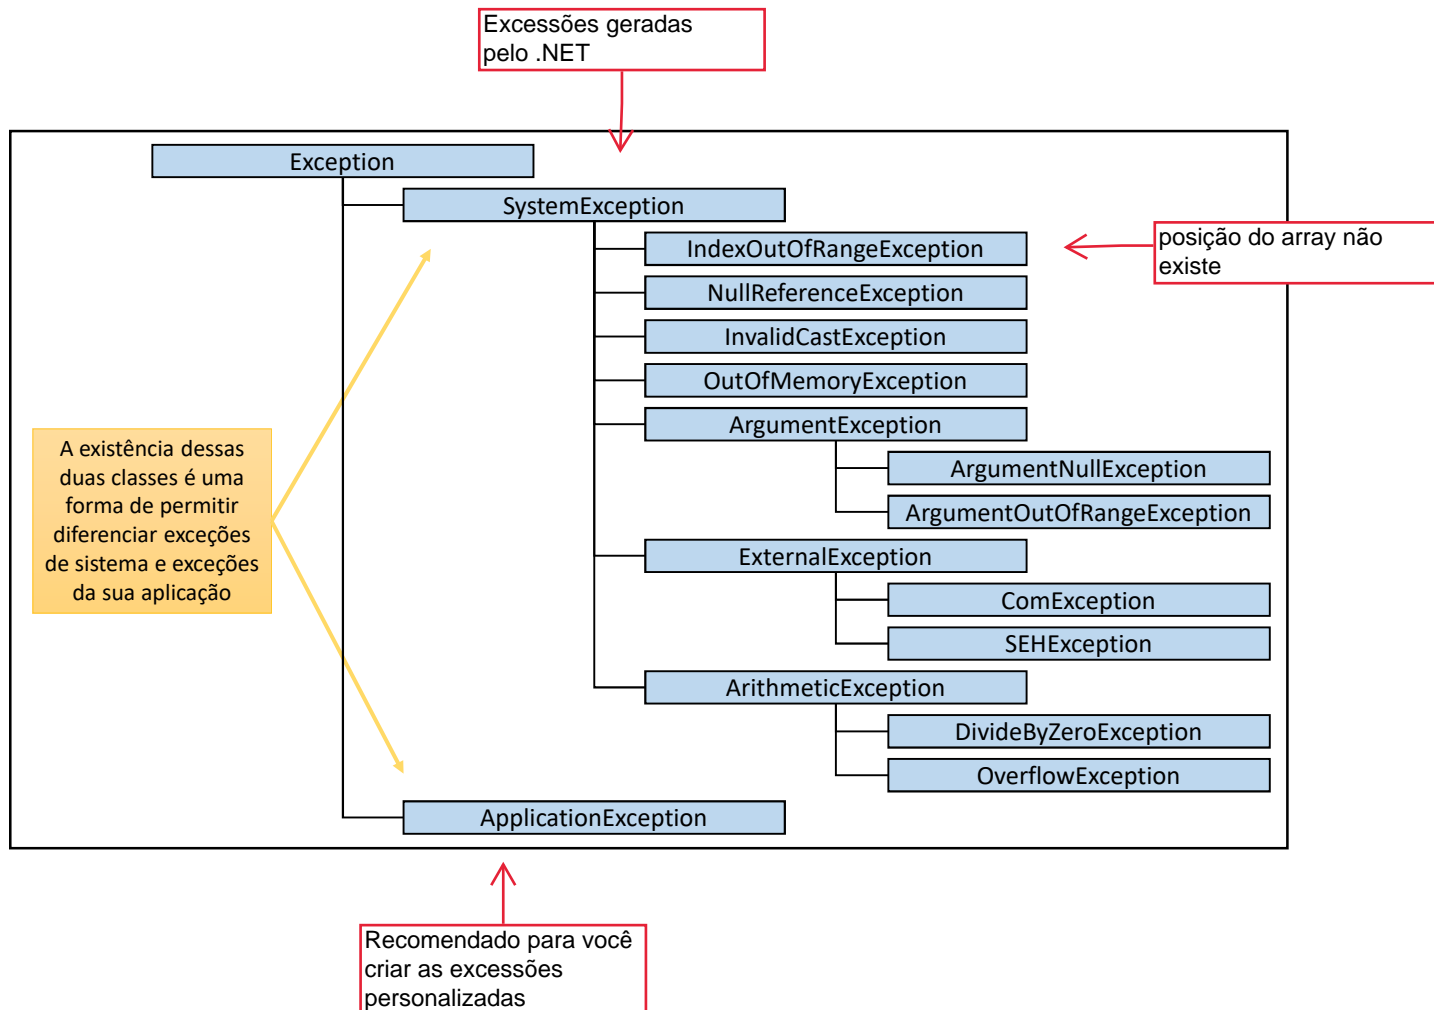 Excessões geradas
pelo .NET
Exception
SystemException
IndexOutOfRangeException
posição do array não
existe
NullReferenceException
InvalidCastException
OutOfMemoryException
ArgumentException
A existência dessas
duas classes é uma
forma de permitir
diferenciar exceções
de sistema e exceções
da sua aplicação
ArgumentNullException
ArgumentOutOfRangeException
ExternalException
ComException
SEHException
ArithmeticException
DivideByZeroException
OverflowException
ApplicationException
Recomendado para você
criar as excessões
personalizadas